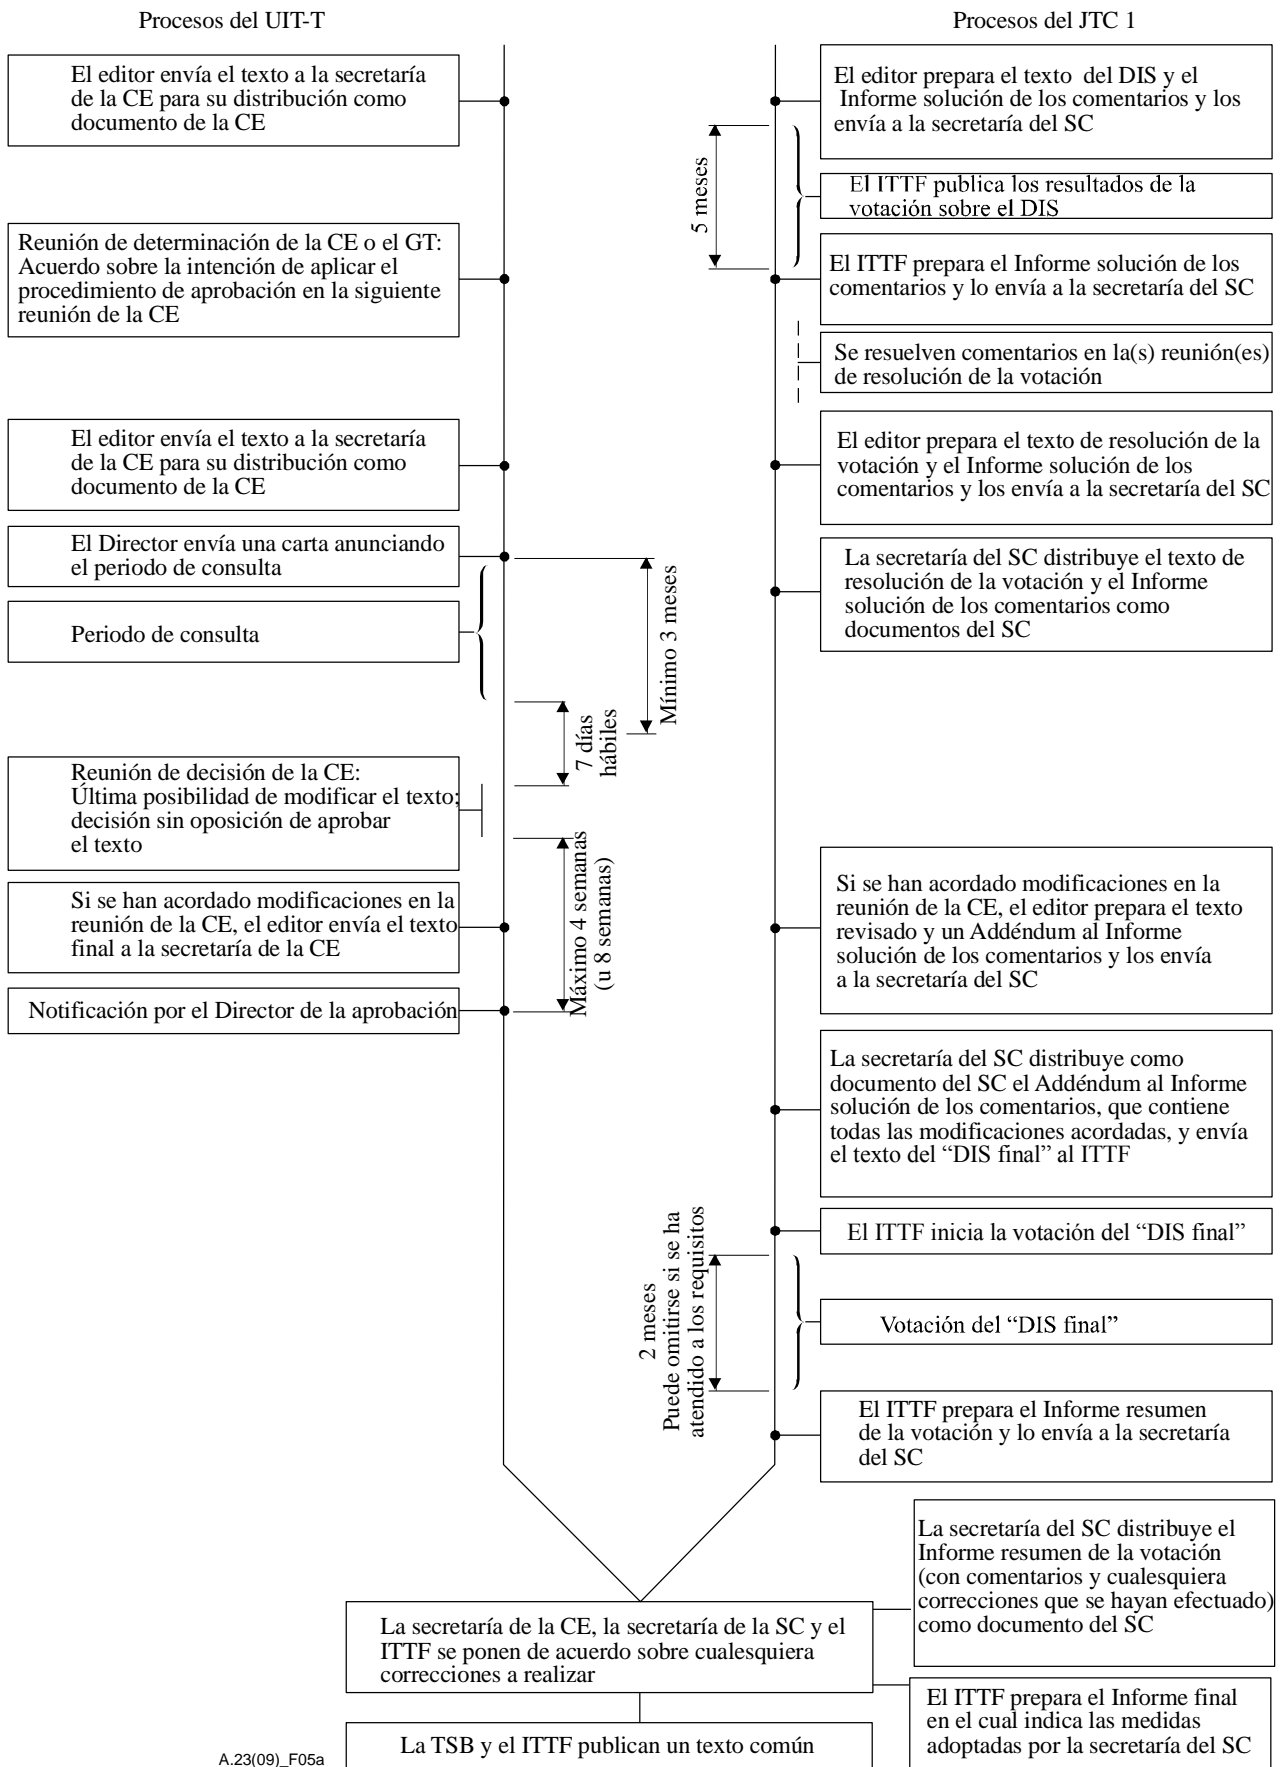 Procesos del UIT-T
Procesos del JTC 1
El editor envía el texto a la secretaría
de la CE para su distribución como
documento de la CE
El editor prepara el texto del DIS y el
Informe solución de los comentarios y los
envía a la secretaría del SC
5 meses
El ITTF publica los resultados de la
votación sobre el DIS
Reunión de determinación de la CE o el GT:
Acuerdo sobre la intención de aplicar el
procedimiento de aprobación en la siguiente
reunión de la CE
El ITTF prepara el Informe solución de los
comentarios y lo envía a la secretaría del SC
Se resuelven comentarios en la(s) reunión(es)
de resolución de la votación
El editor envía el texto a la secretaría
de la CE para su distribución como
documento de la CE
El editor prepara el texto de resolución de la
votación y el Informe solución de los
comentarios y los envía a la secretaría del SC
El Director envía una carta anunciando
el periodo de consulta
La secretaría del SC distribuye el texto de
resolución de la votación y el Informe
solución de los comentarios como
documentos del SC
Periodo de consulta
Mínimo 3 meses
7 días
hábiles
Reunión de decisión de la CE:
Última posibilidad de modificar el texto;
decisión sin oposición de aprobar
el texto
Máximo 4 semanas
(u 8 semanas)
Si se han acordado modificaciones en la
reunión de la CE, el editor envía el texto
final a la secretaría de la CE
Si se han acordado modificaciones en la
reunión de la CE, el editor prepara el texto
revisado y un Addéndum al Informe
solución de los comentarios y los envía
a la secretaría del SC
Notificación por el Director de la aprobación
La secretaría del SC distribuye como
documento del SC el Addéndum al Informe
solución de los comentarios, que contiene
todas las modificaciones acordadas, y envía
el texto del “DIS final” al ITTF
El ITTF inicia la votación del “DIS final”
2 meses
Puede omitirse si se ha
atendido a los requisitos
Votación del “DIS final”
El ITTF prepara el Informe resumen
de la votación y lo envía a la secretaría
del SC
La secretaría del SC distribuye el
Informe resumen de la votación
(con comentarios y cualesquiera
correcciones que se hayan efectuado)
como documento del SC
La secretaría de la CE, la secretaría de la SC y el
ITTF se ponen de acuerdo sobre cualesquiera
correcciones a realizar
El ITTF prepara el Informe final
en el cual indica las medidas
adoptadas por la secretaría del SC
La TSB y el ITTF publican un texto común
A.23(09)_F05a